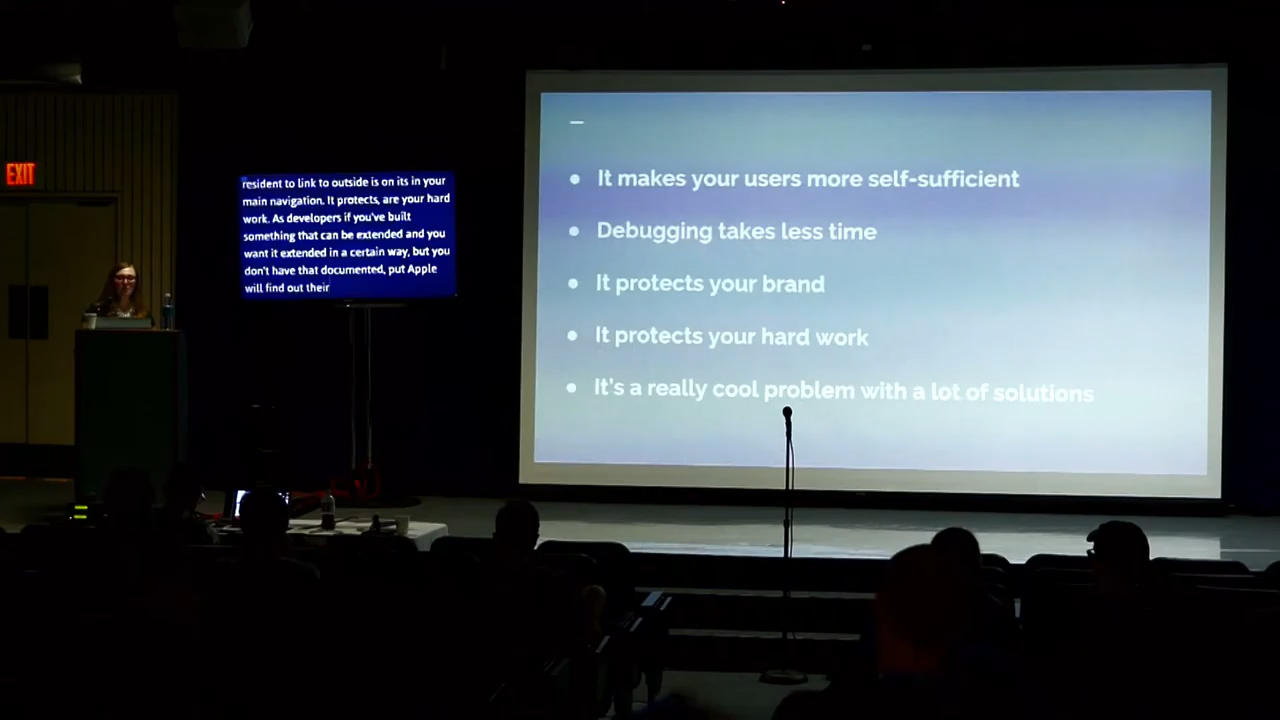 EXIT
resident to link to outside is on its in your
main navigation. It protects, are your hard
work. As developers if you've built
something that can be extended and you
want it extended in a certain way, but you
don't have that documented, put Apple
will find out their
–
• It makes your users more self-sufficient
• Debugging takes less time
• It protects your brand
• It protects your hard work
• It's a really cool problem with a lot of solutions